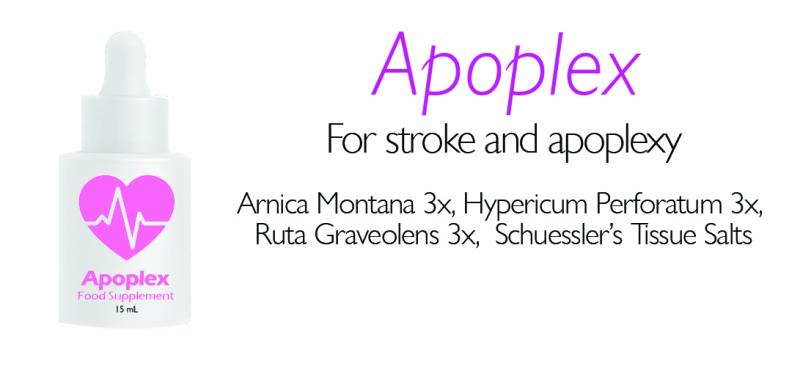 Apoplex
For stroke and apoplexy
Arnica Montana 3x, Hypericum Perforatum 3x,
Ruta Graveolens 3x, Schuessler's Tissue Salts
Apoplex
Food Supplement
15 mL